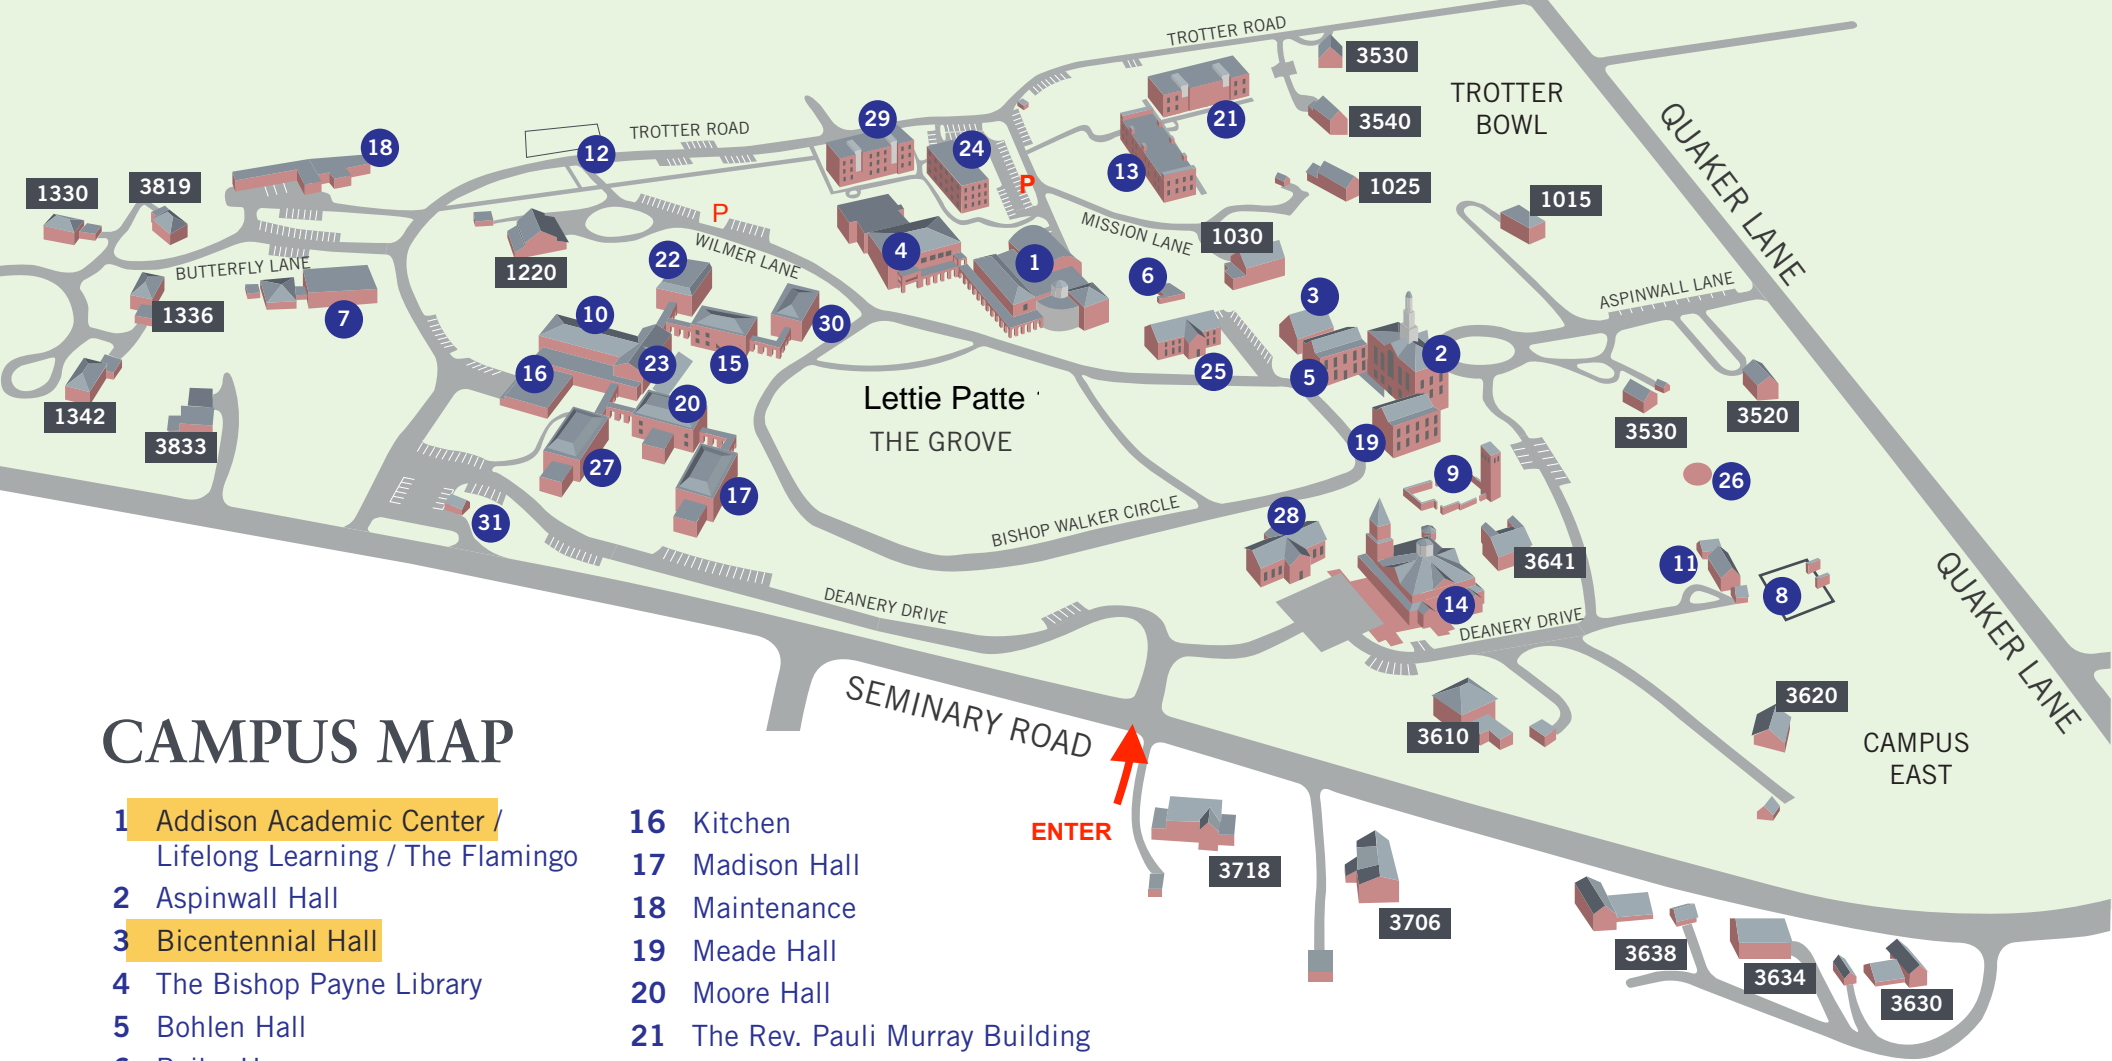 TROTTER ROAD
3530
TROTTER
BOWL
3540
21
29
QUAKER LANE
TROTTER ROAD
24
18
12
13
P
1330
3819
1025
1015
P
MISSION LANE
1030
WILMER LANE
4
1
22
1220
BUTTERFLY LANE
6
ASPINWALL LANE
3
1336
7
10
30
2
23
15
16
25
5
Lettie Patte
THE GROVE
20
1342
3520
3530
3833
19
27
9
26
17
31
28
BISHOP WALKER CIRCLE
QUAKER LANE
3641
11
8
14
DEANERY DRIVE
DEANERY DRIVE
SEMINARY ROAD
3620
3610
CAMPUS
EAST
ENTER
3718
3706
3638
3634
3630
CAMPUS MAP
1 Addison Academic Center /
Lifelong Learning / The Flamingo
2 Aspinwall Hall
3 Bicentennial Hall
4 The Bishop Payne Library
5 Bohlen Hall
16 Kitchen
17 Madison Hall
18 Maintenance
19 Meade Hall
20 Moore Hall
21 The Rev. Pauli Murray Building